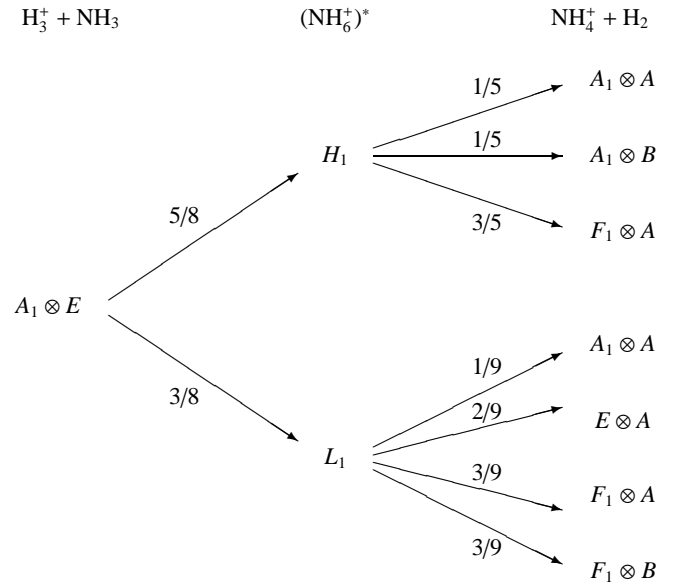 H₃⁺ + NH₃ (NH₆⁺)* NH₄⁺ + H₂
1/5 A₁ ⊗ A
H₁ 1/5 A₁ ⊗ B
5/8 3/5 F₁ ⊗ A
A₁ ⊗ E
3/8 1/9 A₁ ⊗ A
2/9 E ⊗ A
L₁ 3/9 F₁ ⊗ A
3/9 F₁ ⊗ B